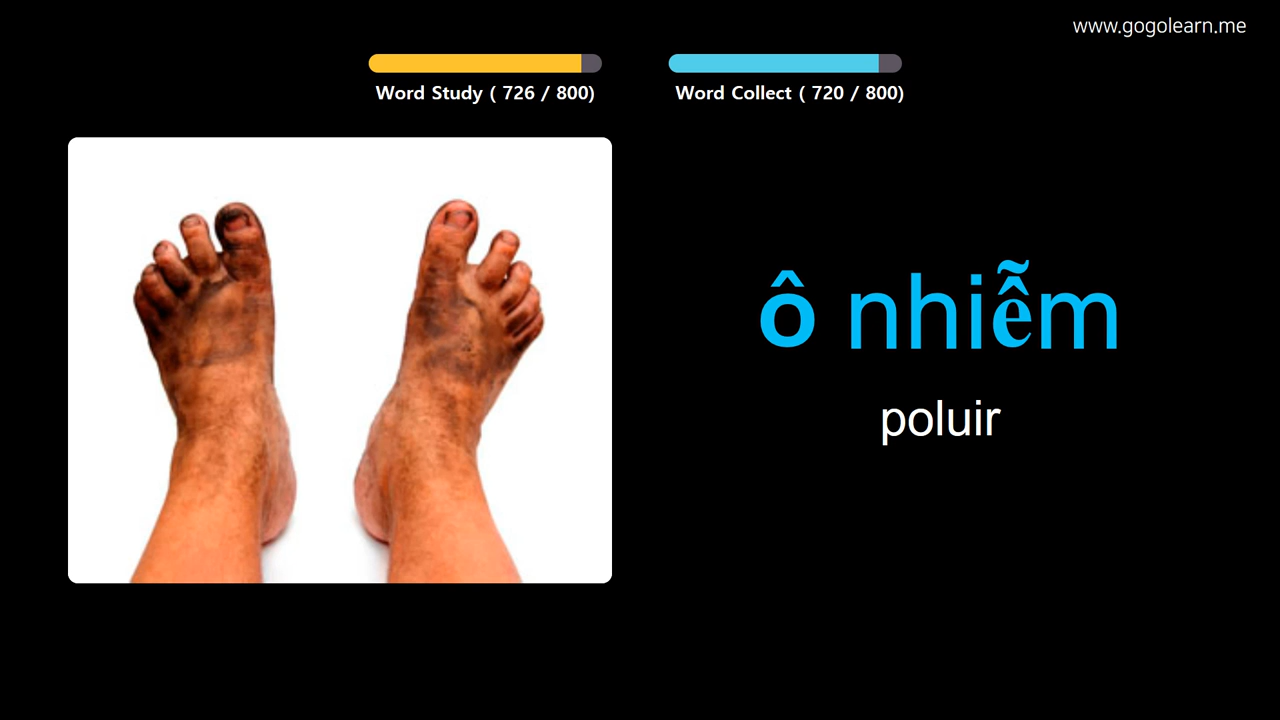 www.gogolearn.me
Word Study ( 726 / 800)
Word Collect ( 720 / 800)
ô nhiễm
poluir